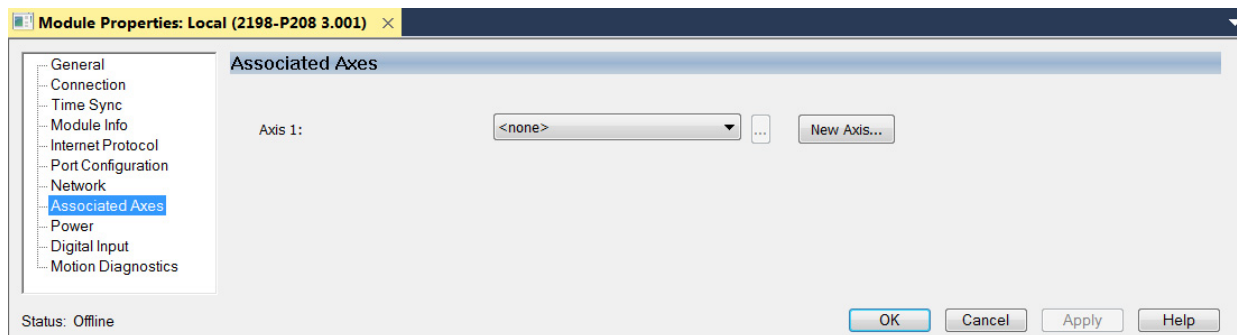 Module Properties: Local (2198-P208 3.001) ×
General
Connection
Time Sync
Module Info
Internet Protocol
Port Configuration
Network
Associated Axes
Power
Digital Input
Motion Diagnostics
Associated Axes
Axis 1: <none> ... New Axis...
Status: Offline OK Cancel Apply Help